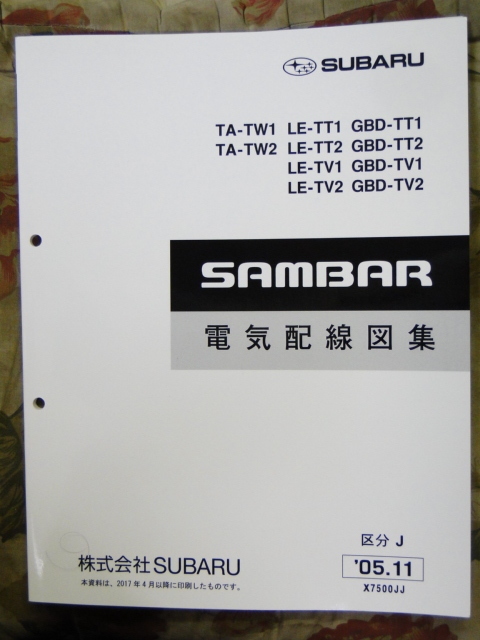 SUBARU
TA-TW1 LE-TT1 GBD-TT1
TA-TW2 LE-TT2 GBD-TT2
LE-TV1 GBD-TV1
LE-TV2 GBD-TV2
SAMBAR
電気配線図集
区分 J
株式会社SUBARU
'05.11
本資料は、2017年4月以降に印刷したものです。
X7500JJ